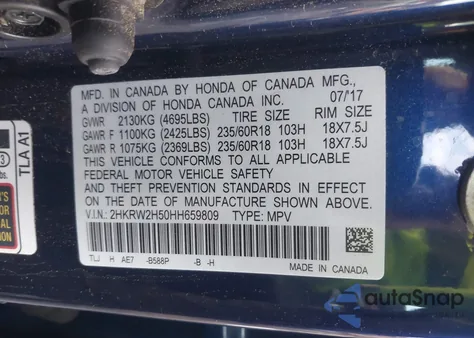 MFD. IN CANADA BY HONDA OF CANADA MFG.,
A DIVISION OF HONDA CANADA INC. 07/17
GVWR 2130KG (4695LBS) TIRE SIZE RIM SIZE
GAWR F 1100KG (2425LBS) 235/60R18 103H 18X7.5J
GAWR R 1075KG (2369LBS) 235/60R18 103H 18X7.5J
THIS VEHICLE CONFORMS TO ALL APPLICABLE
FEDERAL MOTOR VEHICLE SAFETY
AND THEFT PREVENTION STANDARDS IN EFFECT
ON THE DATE OF MANUFACTURE SHOWN ABOVE.
V.I.N.: 2HKRW2H50HH659809 TYPE: MPV
TLJ H AE7 -B588P -B -H
MADE IN CANADA
TLA A1
autoSnap